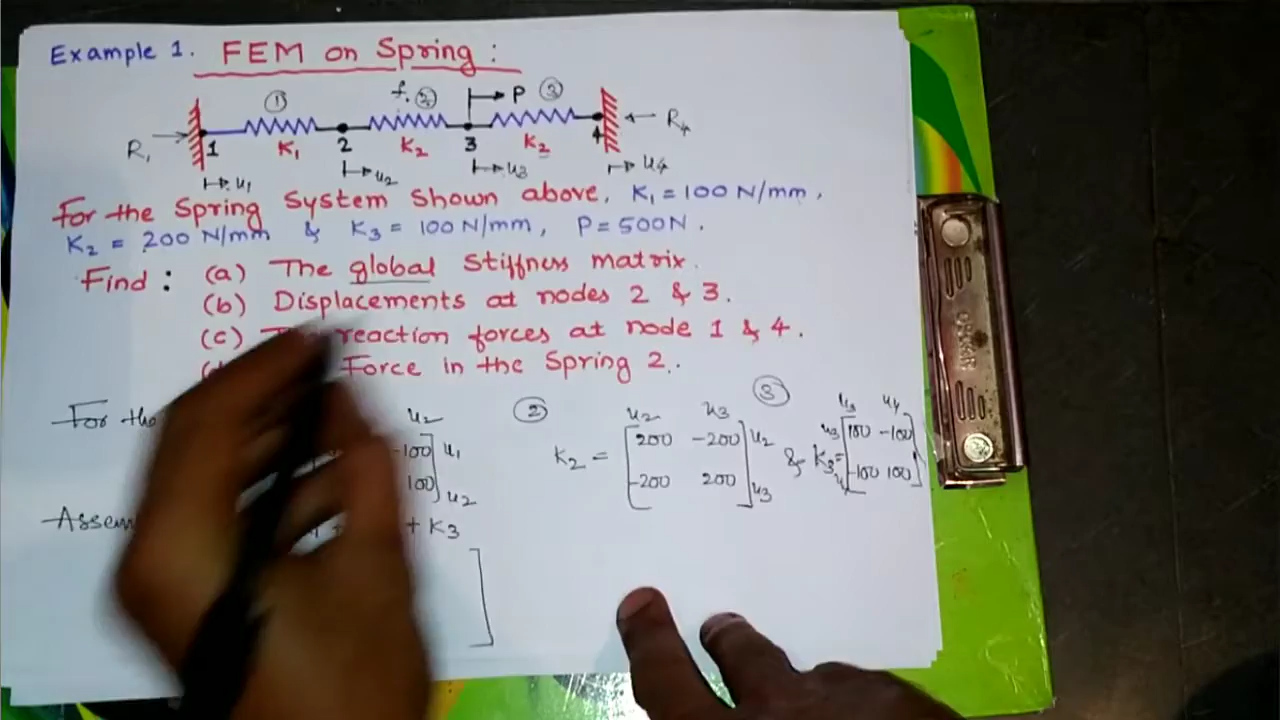 Example 1. FEM on Spring :
① f. ② P ③
R₁ 1 K₁ 2 K₂ 3 K₂ 4 R₄
u₁ u₂ u₃ u₄
For the Spring System Shown above, K₁ = 100 N/mm,
K₂ = 200 N/mm & K₃ = 100 N/mm, P = 500N.
Find : (a) The global Stiffness matrix.
(b) Displacements at nodes 2 & 3.
(c) reaction forces at node 1 & 4.
Force in the Spring 2.
② ③
For the u₂ u₂ u₃ u₃ u₄
-100 u₁ K₂ = 200 -200 u₂ & K₃ = u₃ 100 -100
100 u₂ -200 200 u₃ -100 100
+ K₃